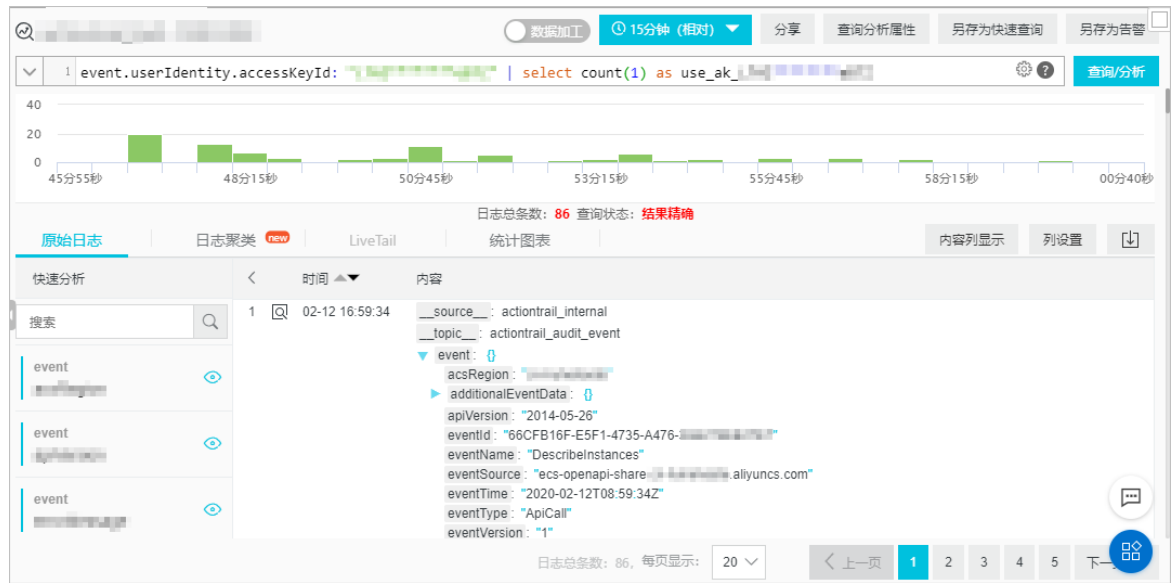 数据加工
15分钟（相对）
分享
查询分析属性
另存为快速查询
另存为告警
1 event.userIdentity.accessKeyId: " " | select count(1) as use_ak_
查询/分析
40
20
0
45分55秒 48分15秒 50分45秒 53分15秒 55分45秒 58分15秒 00分40秒
日志总条数: 86 查询状态: 结果精确
原始日志 日志聚类 new LiveTail 统计图表 内容列显示 列设置
快速分析 时间 内容
搜索
1 02-12 16:59:34 __source__ : actiontrail_internal
__topic__ : actiontrail_audit_event
event : {}
event
acsRegion : "
additionalEventData : {}
apiVersion : "2014-05-26"
event
eventId : "66CFB16F-E5F1-4735-A476-
eventName : "DescribeInstances"
eventSource : "ecs-openapi-share .aliyuncs.com"
eventTime : "2020-02-12T08:59:34Z"
event
eventType : "ApiCall"
eventVersion : "1"
日志总条数: 86, 每页显示: 20 上一页 1 2 3 4 5